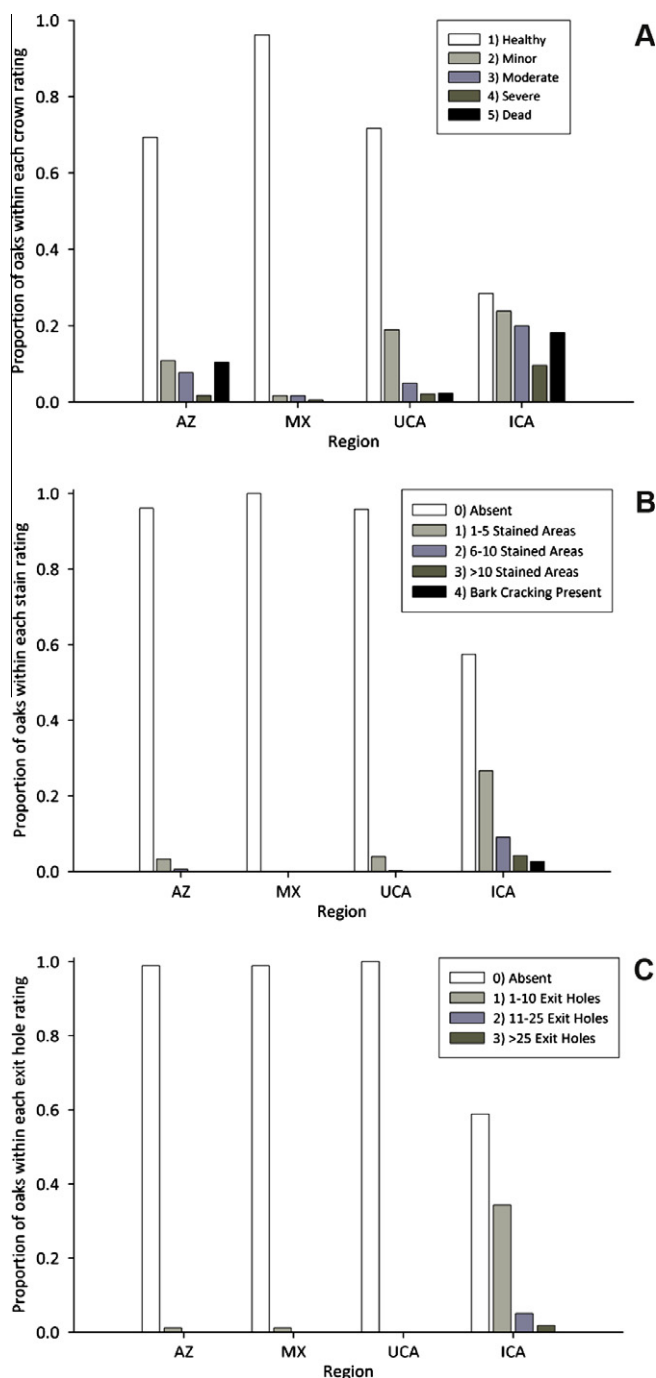 A
1) Healthy
2) Minor
3) Moderate
4) Severe
5) Dead
Proportion of oaks within each crown rating
1.0
0.8
0.6
0.4
0.2
0.0
AZ MX UCA ICA
Region
B
0) Absent
1) 1-5 Stained Areas
2) 6-10 Stained Areas
3) >10 Stained Areas
4) Bark Cracking Present
Proportion of oaks within each stain rating
1.0
0.8
0.6
0.4
0.2
0.0
AZ MX UCA ICA
Region
C
0) Absent
1) 1-10 Exit Holes
2) 11-25 Exit Holes
3) >25 Exit Holes
Proportion of oaks within each exit hole rating
1.0
0.8
0.6
0.4
0.2
0.0
AZ MX UCA ICA
Region